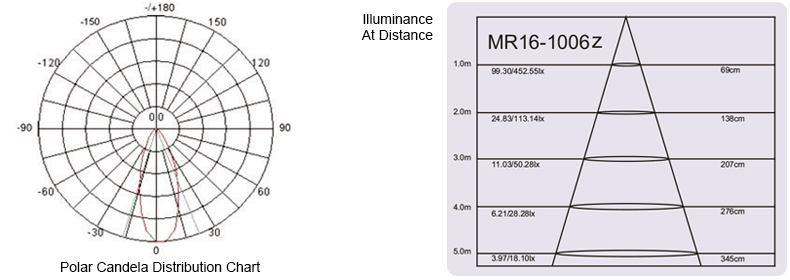 -/+180
-150
150
-120
120
-90
0 0
90
-60
60
-30
30
0
Polar Candela Distribution Chart
Illuminance
At Distance
MR16-1006z
1.0m
99.30/452.55lx
69cm
2.0m
24.83/113.14lx
138cm
3.0m
11.03/50.28lx
207cm
4.0m
6.21/28.28lx
276cm
5.0m
3.97/18.10lx
345cm